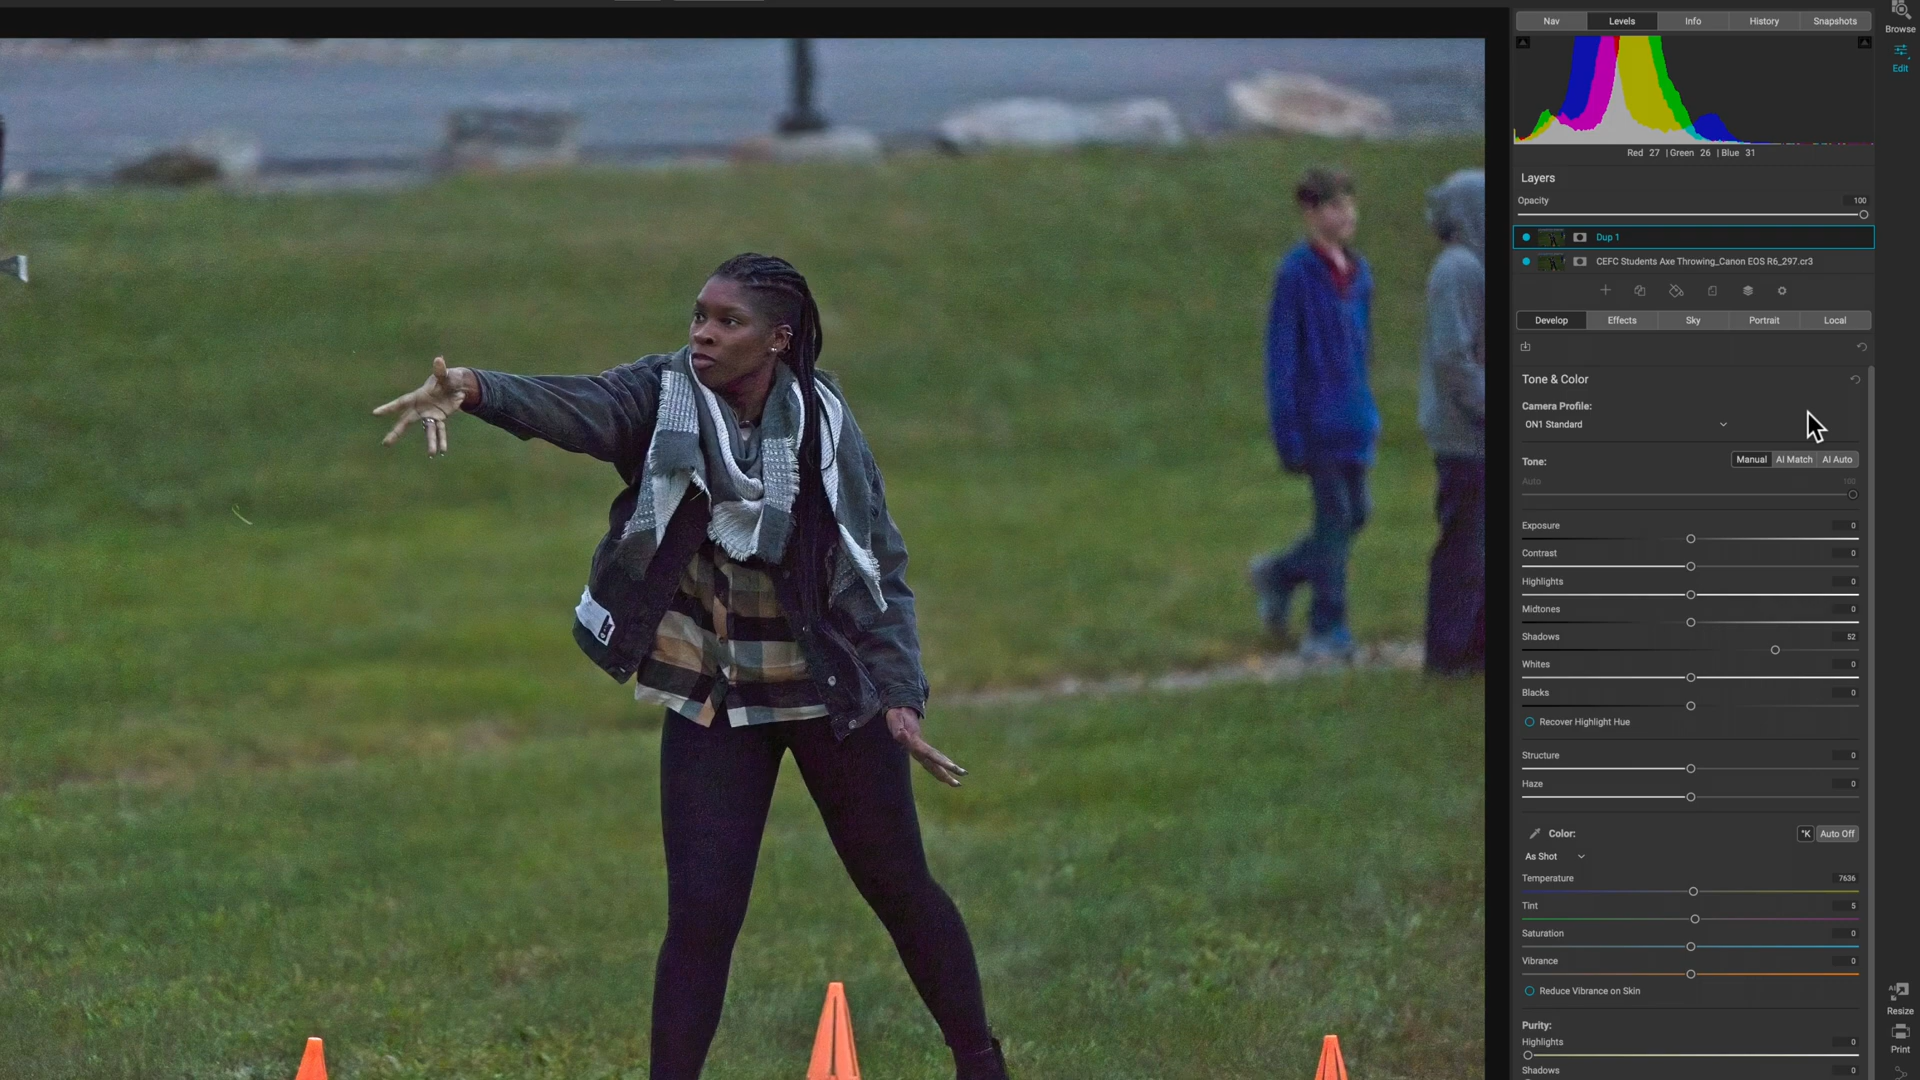 Nav Levels Info History Snapshots
Browse
Edit
Red 27 | Green 26 | Blue 31
Layers
Opacity 100
Dup 1
CEFC Students Axe Throwing_Canon EOS R6_297.cr3
Develop Effects Sky Portrait Local
Tone & Color
Camera Profile:
ON1 Standard
Tone: Manual AI Match AI Auto
Auto 100
Exposure 0
Contrast 0
Highlights 0
Midtones 0
Shadows 52
Whites 0
Blacks 0
Recover Highlight Hue
Structure 0
Haze 0
Color: °K Auto Off
As Shot
Temperature 7636
Tint 5
Saturation 0
Vibrance 0
Reduce Vibrance on Skin
Purity:
Highlights 0
Shadows 0
AI
Resize
Print